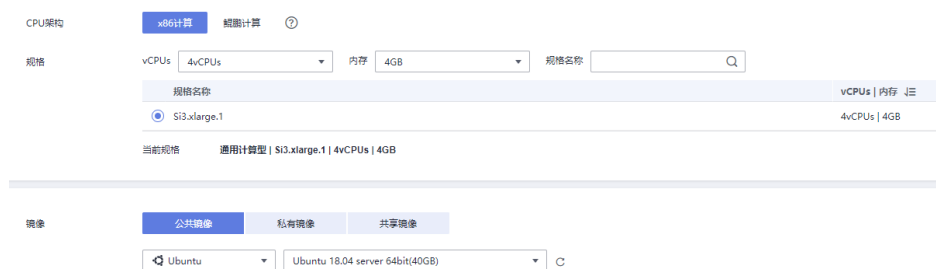 CPU架构 x86计算 鲲鹏计算 ?
规格 vCPUs 4vCPUs 内存 4GB 规格名称
规格名称 vCPUs | 内存
Si3.xlarge.1 4vCPUs | 4GB
当前规格 通用计算型 | Si3.xlarge.1 | 4vCPUs | 4GB
镜像 公共镜像 私有镜像 共享镜像
Ubuntu Ubuntu 18.04 server 64bit(40GB)